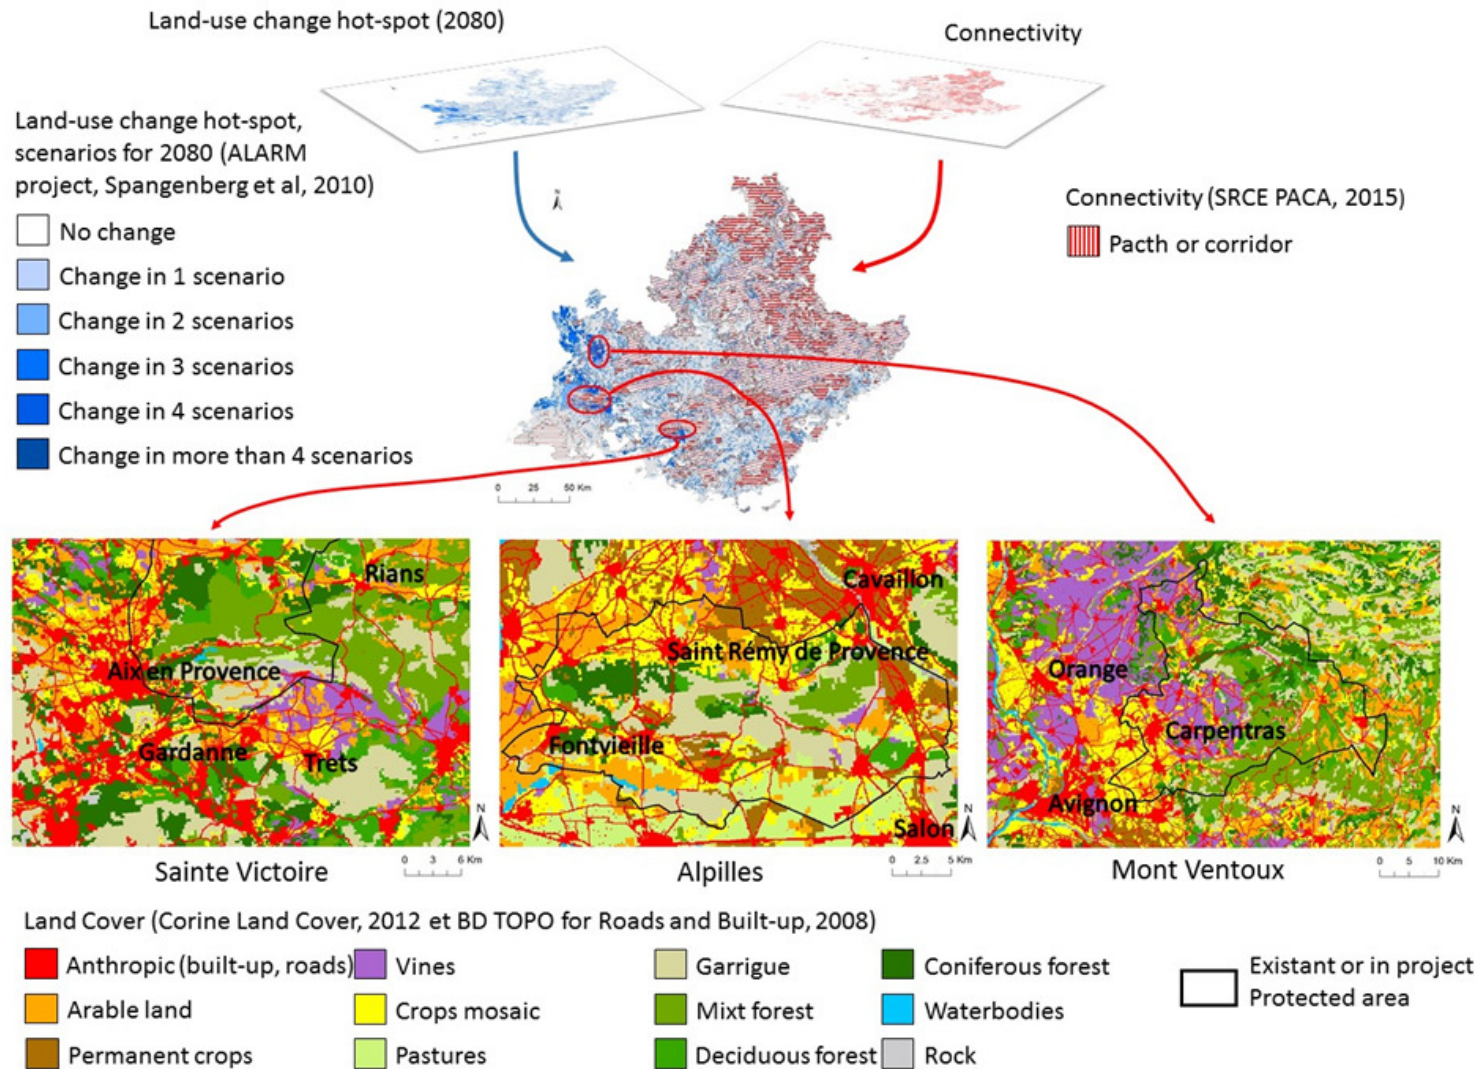 Land-use change hot-spot (2080)
Connectivity
Land-use change hot-spot,
scenarios for 2080 (ALARM
project, Spangenberg et al, 2010)
No change
Change in 1 scenario
Change in 2 scenarios
Change in 3 scenarios
Change in 4 scenarios
Change in more than 4 scenarios
Connectivity (SRCE PACA, 2015)
Pacth or corridor
N
0 25 50 Km
Rians
Aix en Provence
Gardanne
Trets
N
0 3 6 Km
Sainte Victoire
Cavaillon
Saint Rémy de Provence
Fontvieille
Salon
N
0 2.5 5 Km
Alpilles
Orange
Carpentras
Avignon
N
0 5 10 Km
Mont Ventoux
Land Cover (Corine Land Cover, 2012 et BD TOPO for Roads and Built-up, 2008)
Anthropic (built-up, roads)
Arable land
Permanent crops
Vines
Crops mosaic
Pastures
Garrigue
Mixt forest
Deciduous forest
Coniferous forest
Waterbodies
Rock
Existant or in project
Protected area